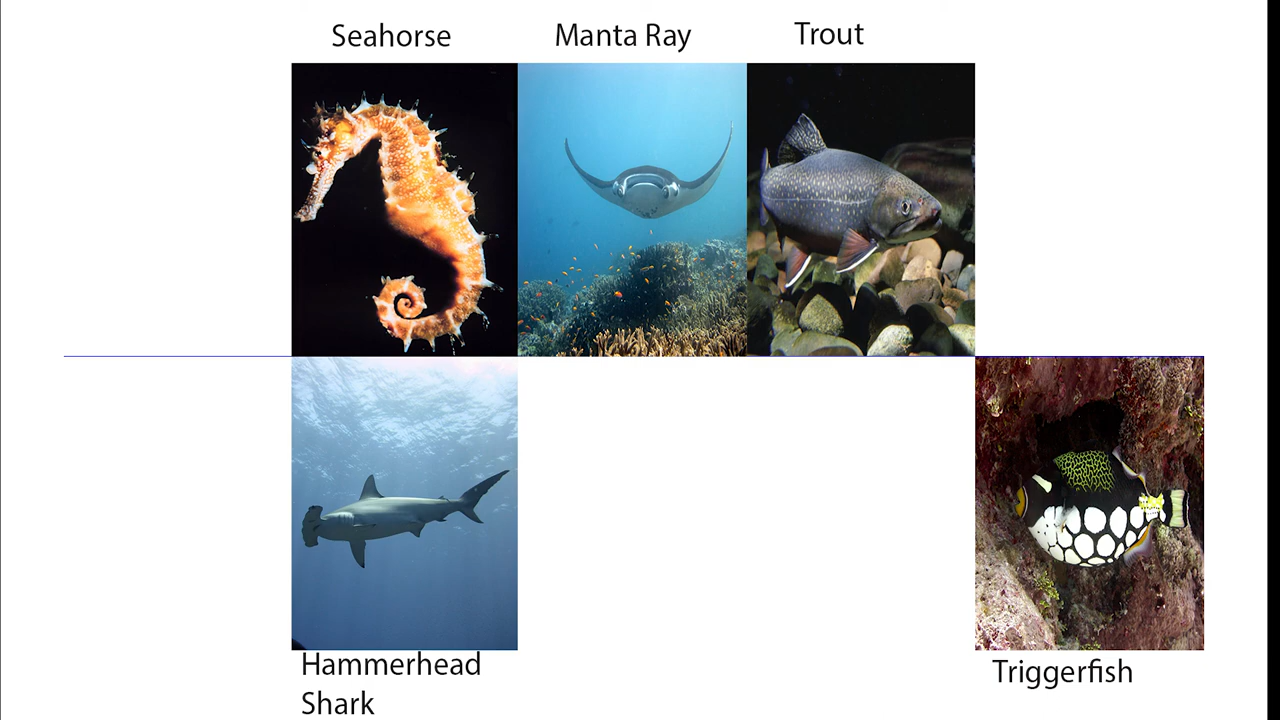 Seahorse
Manta Ray
Trout
Hammerhead
Shark
Triggerfish